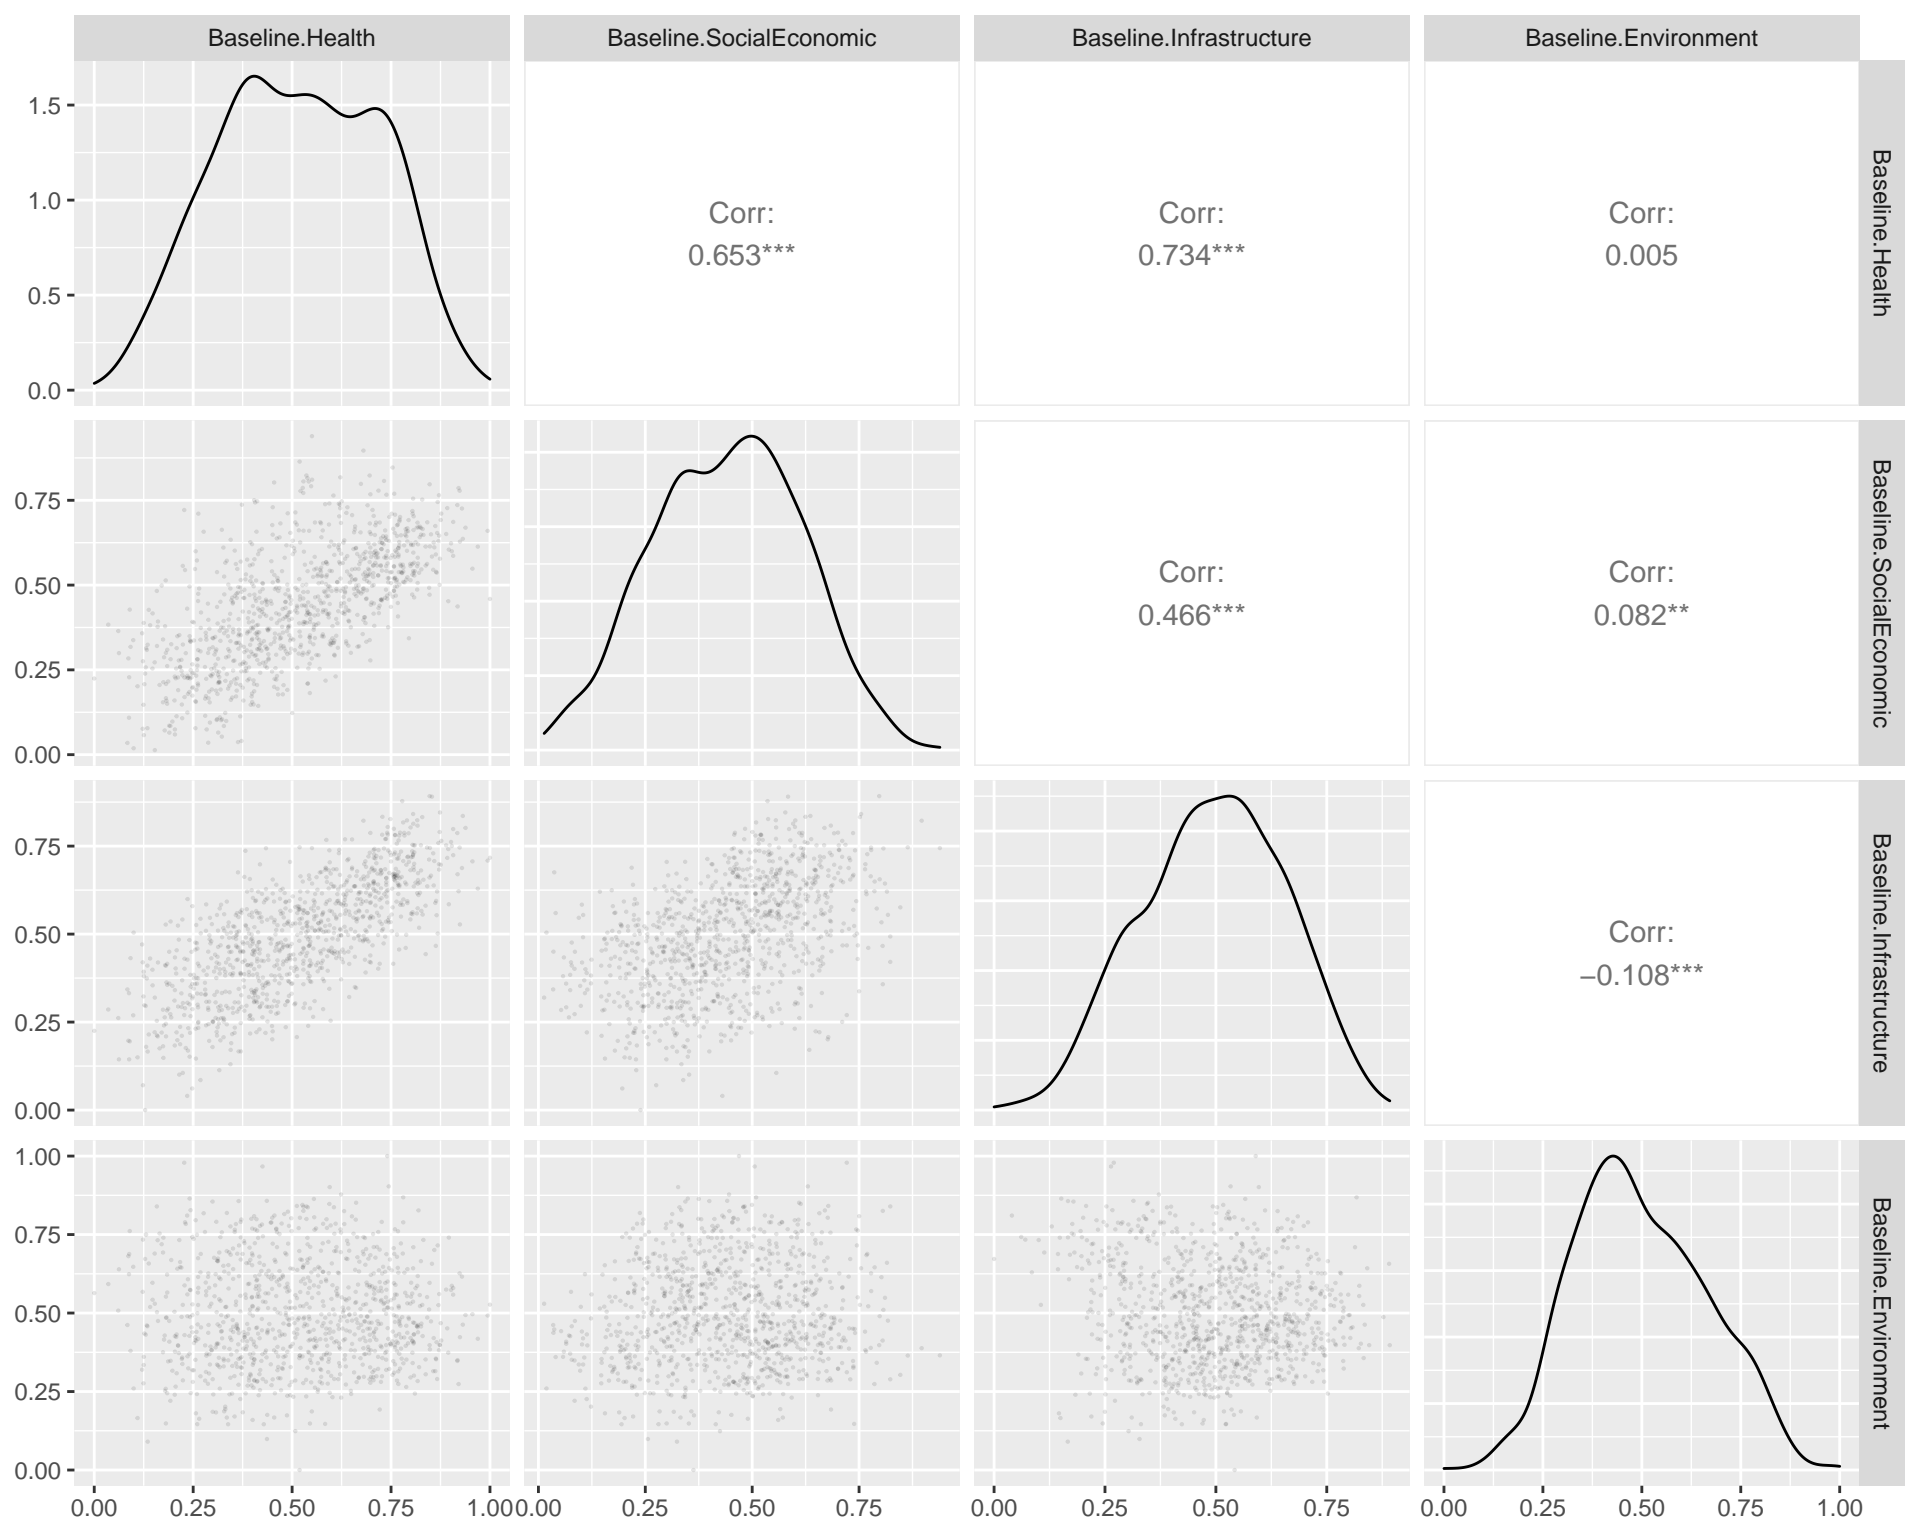 Baseline.Health Baseline.SocialEconomic Baseline.Infrastructure Baseline.Environment
1.5
1.0
0.5
0.0
Corr:
0.653***
Corr:
0.734***
Corr:
0.005
Baseline.Health
0.75
0.50
0.25
0.00
Corr:
0.466***
Corr:
0.082**
Baseline.SocialEconomic
0.75
0.50
0.25
0.00
Corr:
−0.108***
Baseline.Infrastructure
1.00
0.75
0.50
0.25
0.00
Baseline.Environment
0.00 0.25 0.50 0.75 1.00 0.00 0.25 0.50 0.75 0.00 0.25 0.50 0.75 0.00 0.25 0.50 0.75 1.00